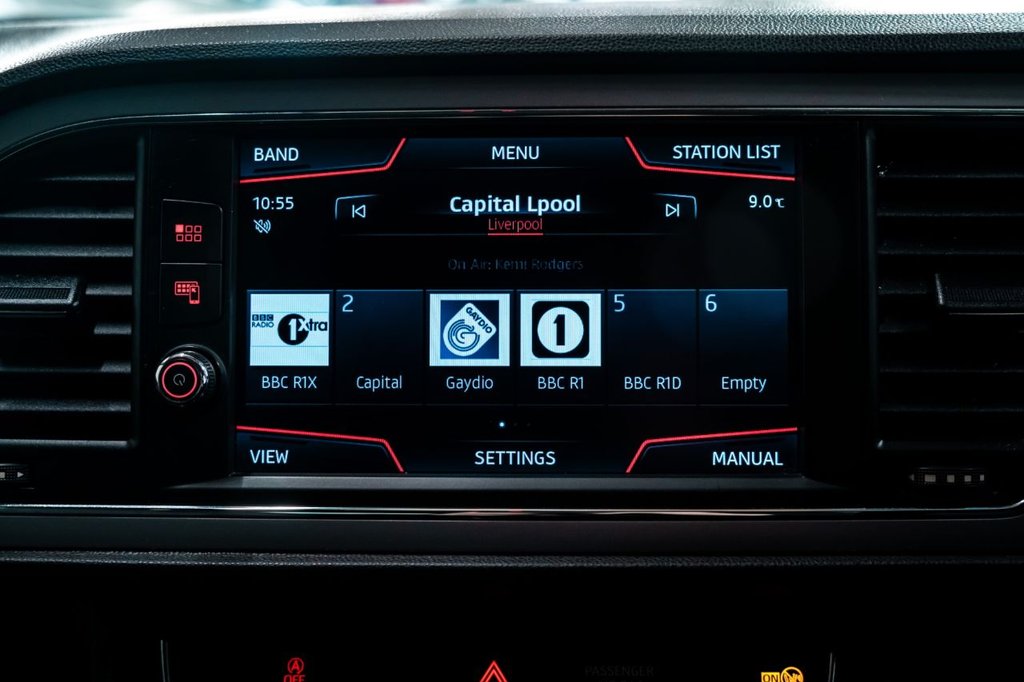 BAND
MENU
STATION LIST
10:55
Capital Lpool
9.0 °C
Liverpool
On Air: Kemi Rodgers
BBC
RADIO
1Xtra
2
GAYDIO
1
5
6
BBC R1X
Capital
Gaydio
BBC R1
BBC R1D
Empty
VIEW
SETTINGS
MANUAL
A
OFF
PASSENGER
ON